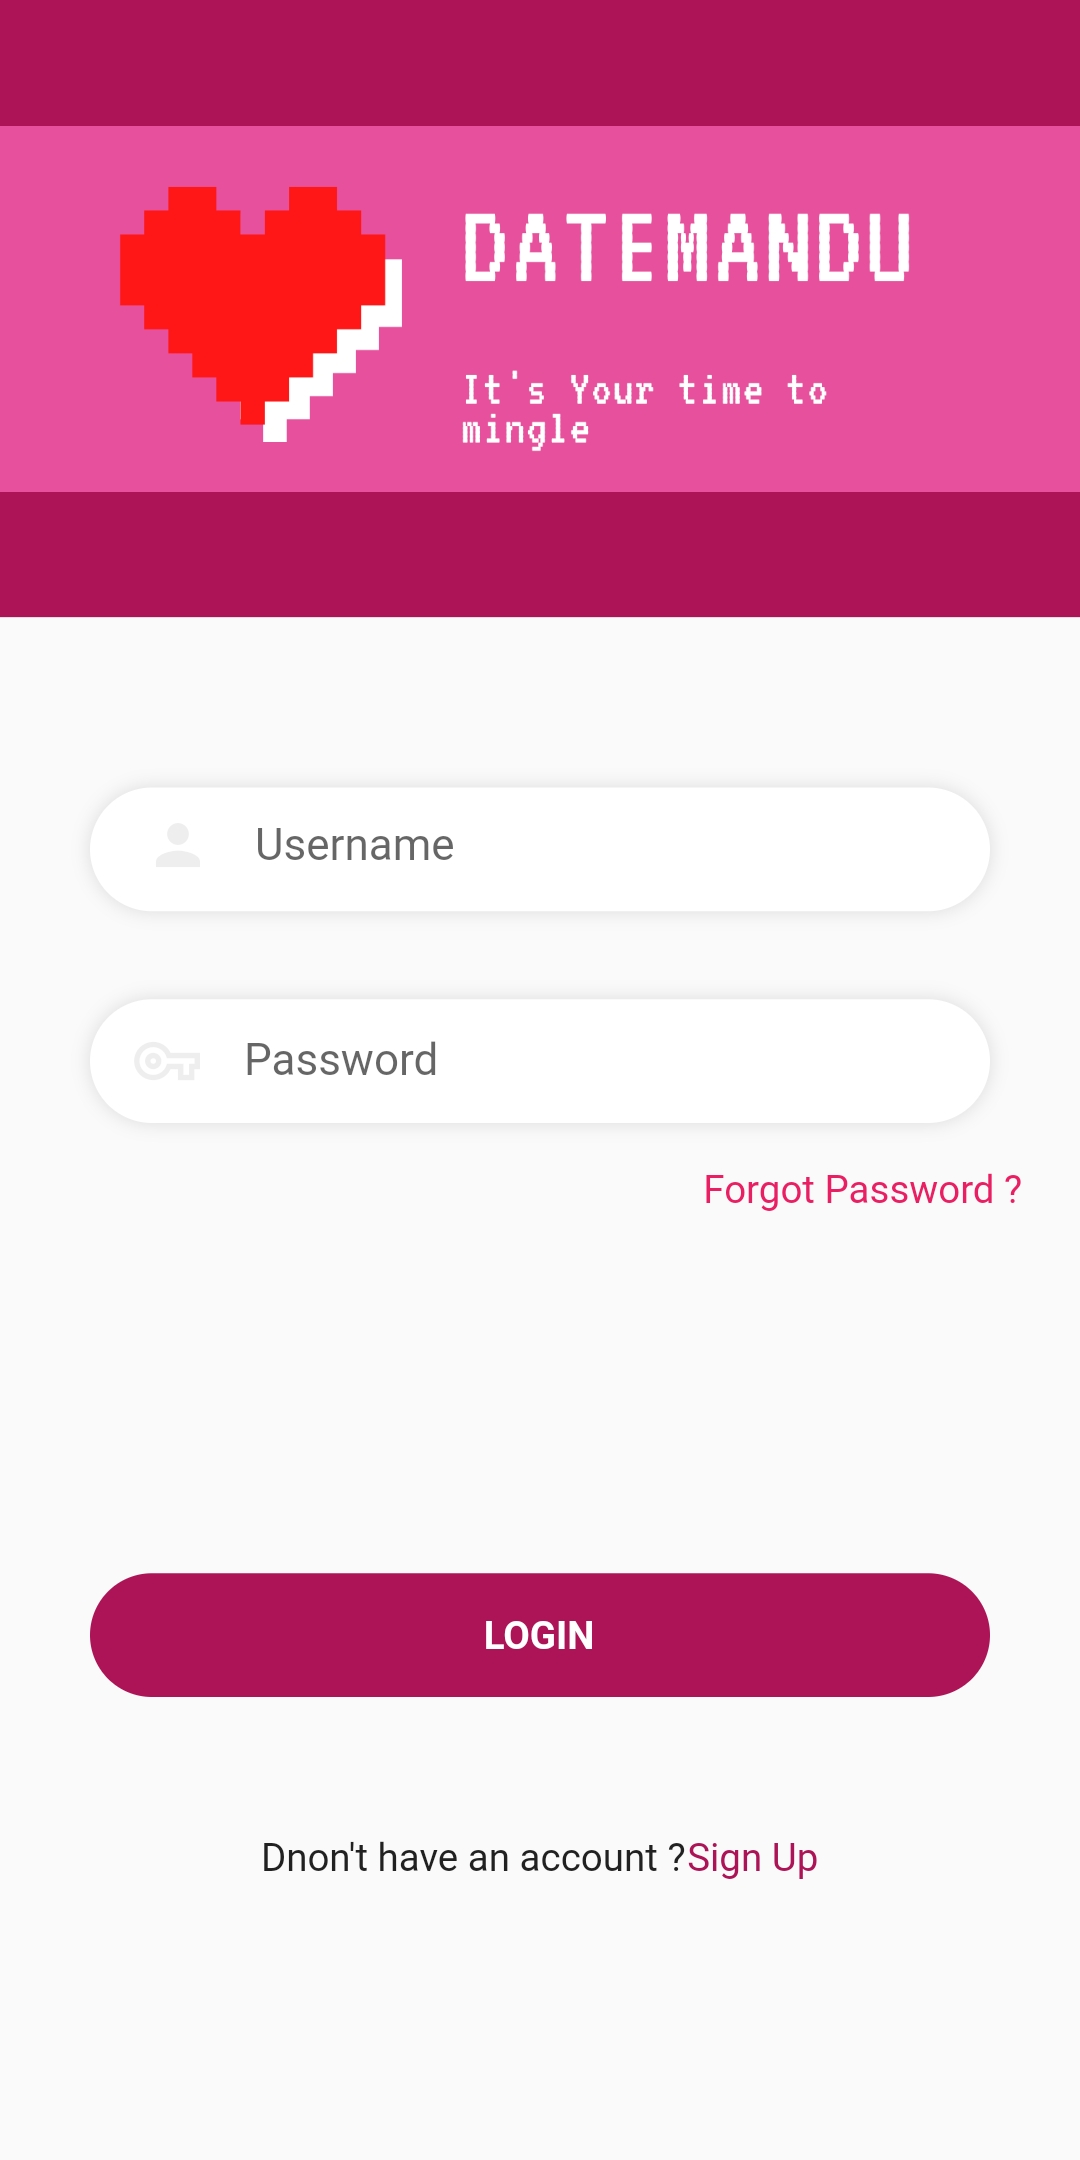 DATEMANDU
It's Your time to
mingle
Username
Password
Forgot Password ?
LOGIN
Dnon't have an account ?Sign Up